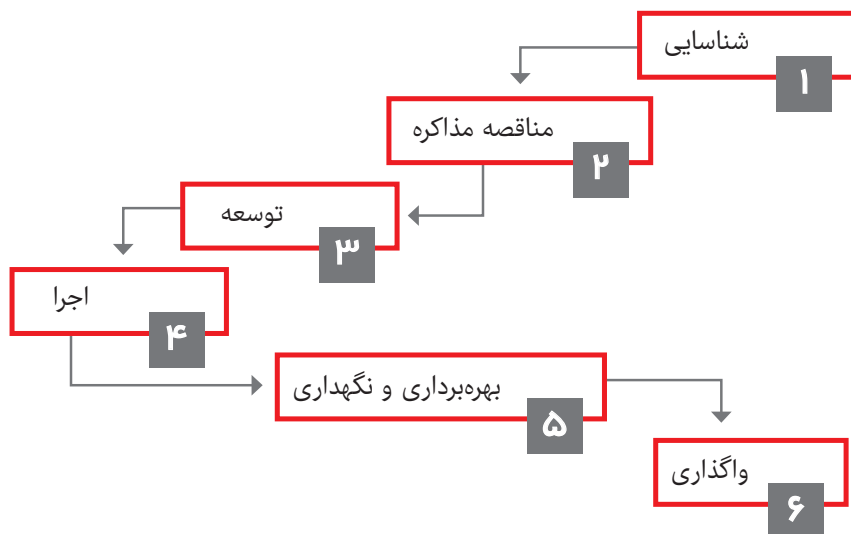 شناسایی
۱
مناقصه مذاکره
۲
توسعه
۳
اجرا
۴
بهره‌برداری و نگهداری
۵
واگذاری
۶